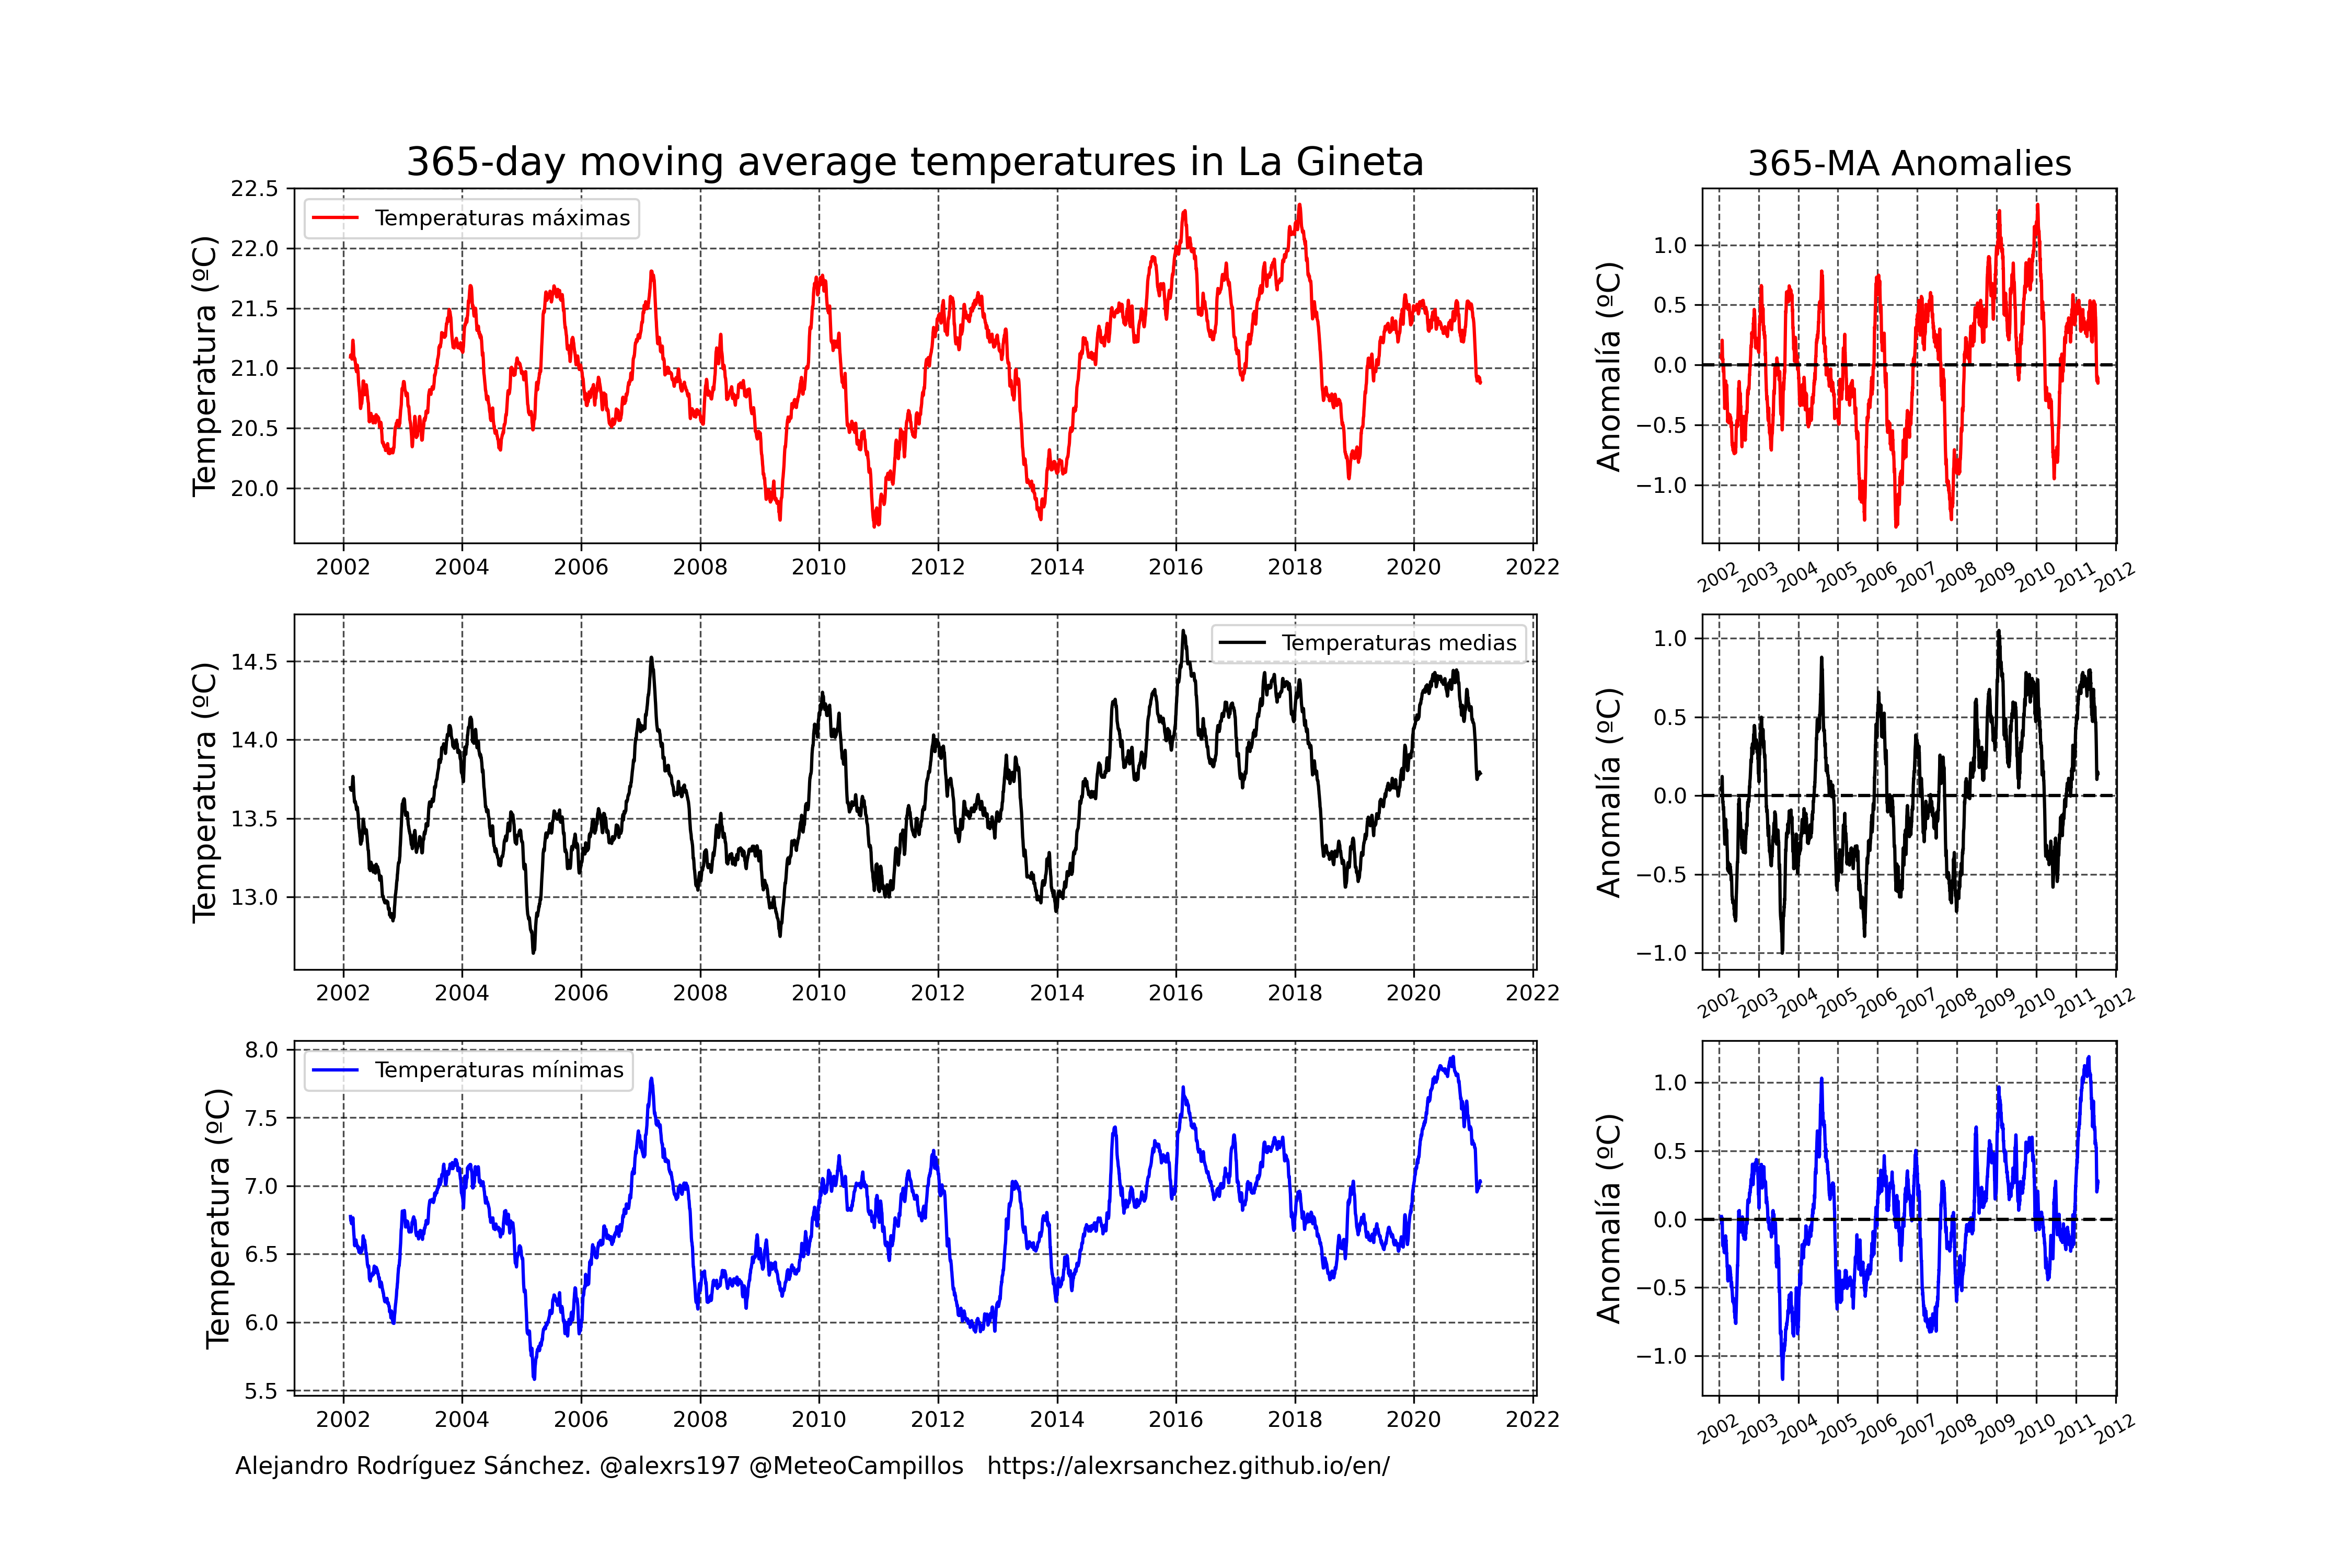 365-day moving average temperatures in La Gineta
365-MA Anomalies
Temperatura (ºC)
22.5
22.0
21.5
21.0
20.5
20.0
Temperaturas máximas
2002 2004 2006 2008 2010 2012 2014 2016 2018 2020 2022
Anomalía (ºC)
1.0
0.5
0.0
−0.5
−1.0
2002 2003 2004 2005 2006 2007 2008 2009 2010 2011 2012
Temperatura (ºC)
14.5
14.0
13.5
13.0
Temperaturas medias
2002 2004 2006 2008 2010 2012 2014 2016 2018 2020 2022
Anomalía (ºC)
1.0
0.5
0.0
−0.5
−1.0
2002 2003 2004 2005 2006 2007 2008 2009 2010 2011 2012
Temperatura (ºC)
8.0
7.5
7.0
6.5
6.0
5.5
Temperaturas mínimas
2002 2004 2006 2008 2010 2012 2014 2016 2018 2020 2022
Anomalía (ºC)
1.0
0.5
0.0
−0.5
−1.0
2002 2003 2004 2005 2006 2007 2008 2009 2010 2011 2012
Alejandro Rodríguez Sánchez. @alexrs197 @MeteoCampillos https://alexrsanchez.github.io/en/